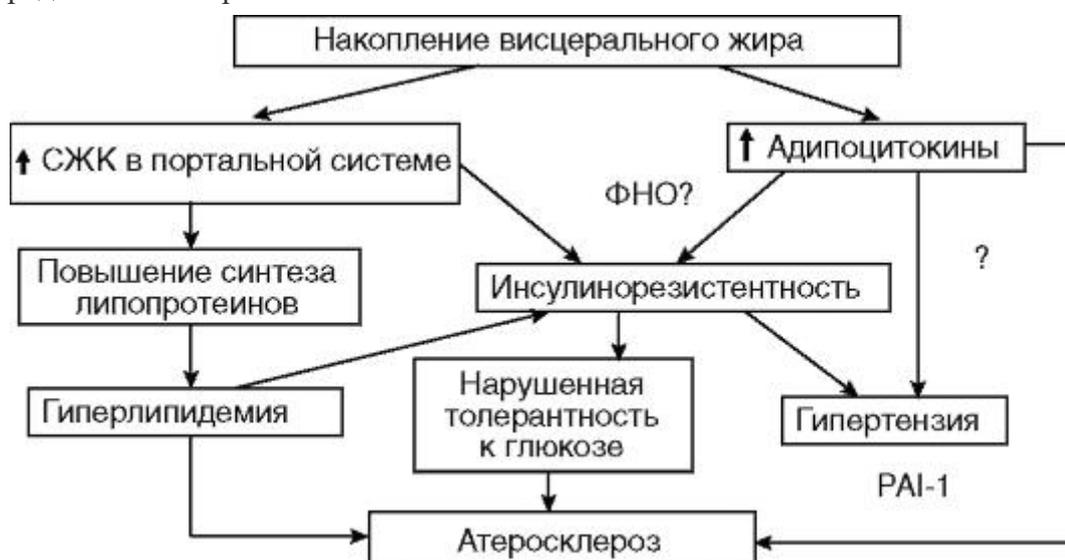 Накопление висцерального жира
↑ СЖК в портальной системе
↑ Адипоцитокины
ФНО?
?
Повышение синтеза
липопротеинов
Инсулинорезистентность
Гиперлипидемия
Нарушенная
толерантность
к глюкозе
Гипертензия
PAI-1
Атеросклероз